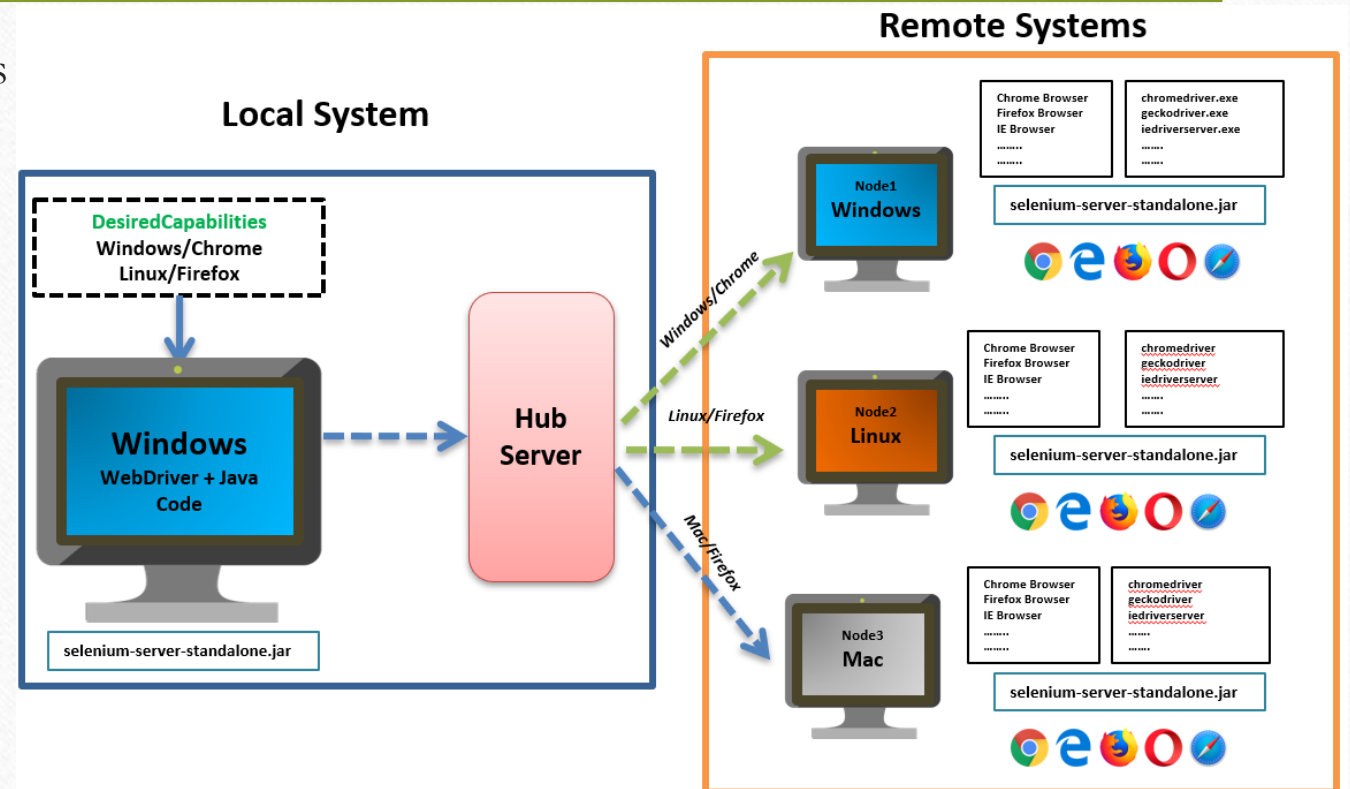 Remote Systems
S
Local System
DesiredCapabilities
Windows/Chrome
Linux/Firefox
Windows
WebDriver + Java
Code
selenium-server-standalone.jar
Hub
Server
Windows/Chrome
Linux/Firefox
Mac/Firefox
Node1
Windows
Chrome Browser
Firefox Browser
IE Browser
........
........
chromedriver.exe
geckodriver.exe
iedriverserver.exe
.......
.......
selenium-server-standalone.jar
Node2
Linux
Chrome Browser
Firefox Browser
IE Browser
........
........
chromedriver
geckodriver
iedriverserver
.......
.......
selenium-server-standalone.jar
Node3
Mac
Chrome Browser
Firefox Browser
IE Browser
........
........
chromedriver
geckodriver
iedriverserver
.......
.......
selenium-server-standalone.jar